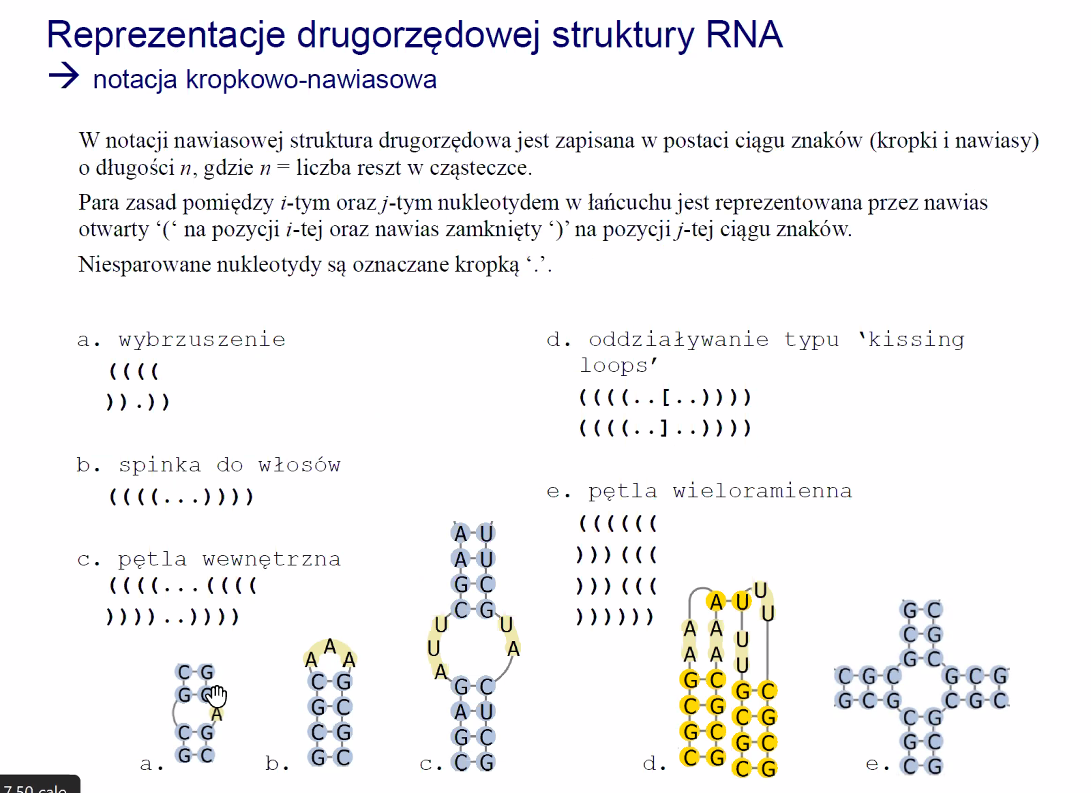 Reprezentacje drugorzędowej struktury RNA
→ notacja kropkowo-nawiasowa
W notacji nawiasowej struktura drugorzędowa jest zapisana w postaci ciągu znaków (kropki i nawiasy)
o długości n, gdzie n = liczba reszt w cząsteczce.
Para zasad pomiędzy i-tym oraz j-tym nukleotydem w łańcuchu jest reprezentowana przez nawias
otwarty ‘(‘ na pozycji i-tej oraz nawias zamknięty ‘)’ na pozycji j-tej ciągu znaków.
Niesparowane nukleotydy są oznaczane kropką ‘.’.
a. wybrzuszenie
((((
)).))
b. spinka do włosów
((((...))))
c. pętla wewnętrzna
((((...((((
))))..))))
d. oddziaływanie typu ‘kissing
loops’
((((..[..))))
((((..]..))))
e. pętla wieloramienna
((((((
)))(((
)))(((
))))))
C-G
G-
A
C-G
G-C
a.
A
A A
C-G
G-C
C-G
G-C
b.
A-U
A-U
G-C
C-G
U U
U A
A
G-C
A-U
G-C
C-G
c.
U
A-U U
A A U
A A U
G-C G-C
C-G C-G
G-C G-C
C-G C-G
d.
G-C
C-G
G-C
C-G-C G-C-G
G-C-G C-G-C
C-G
G-C
C-G
e.
7,50 cale